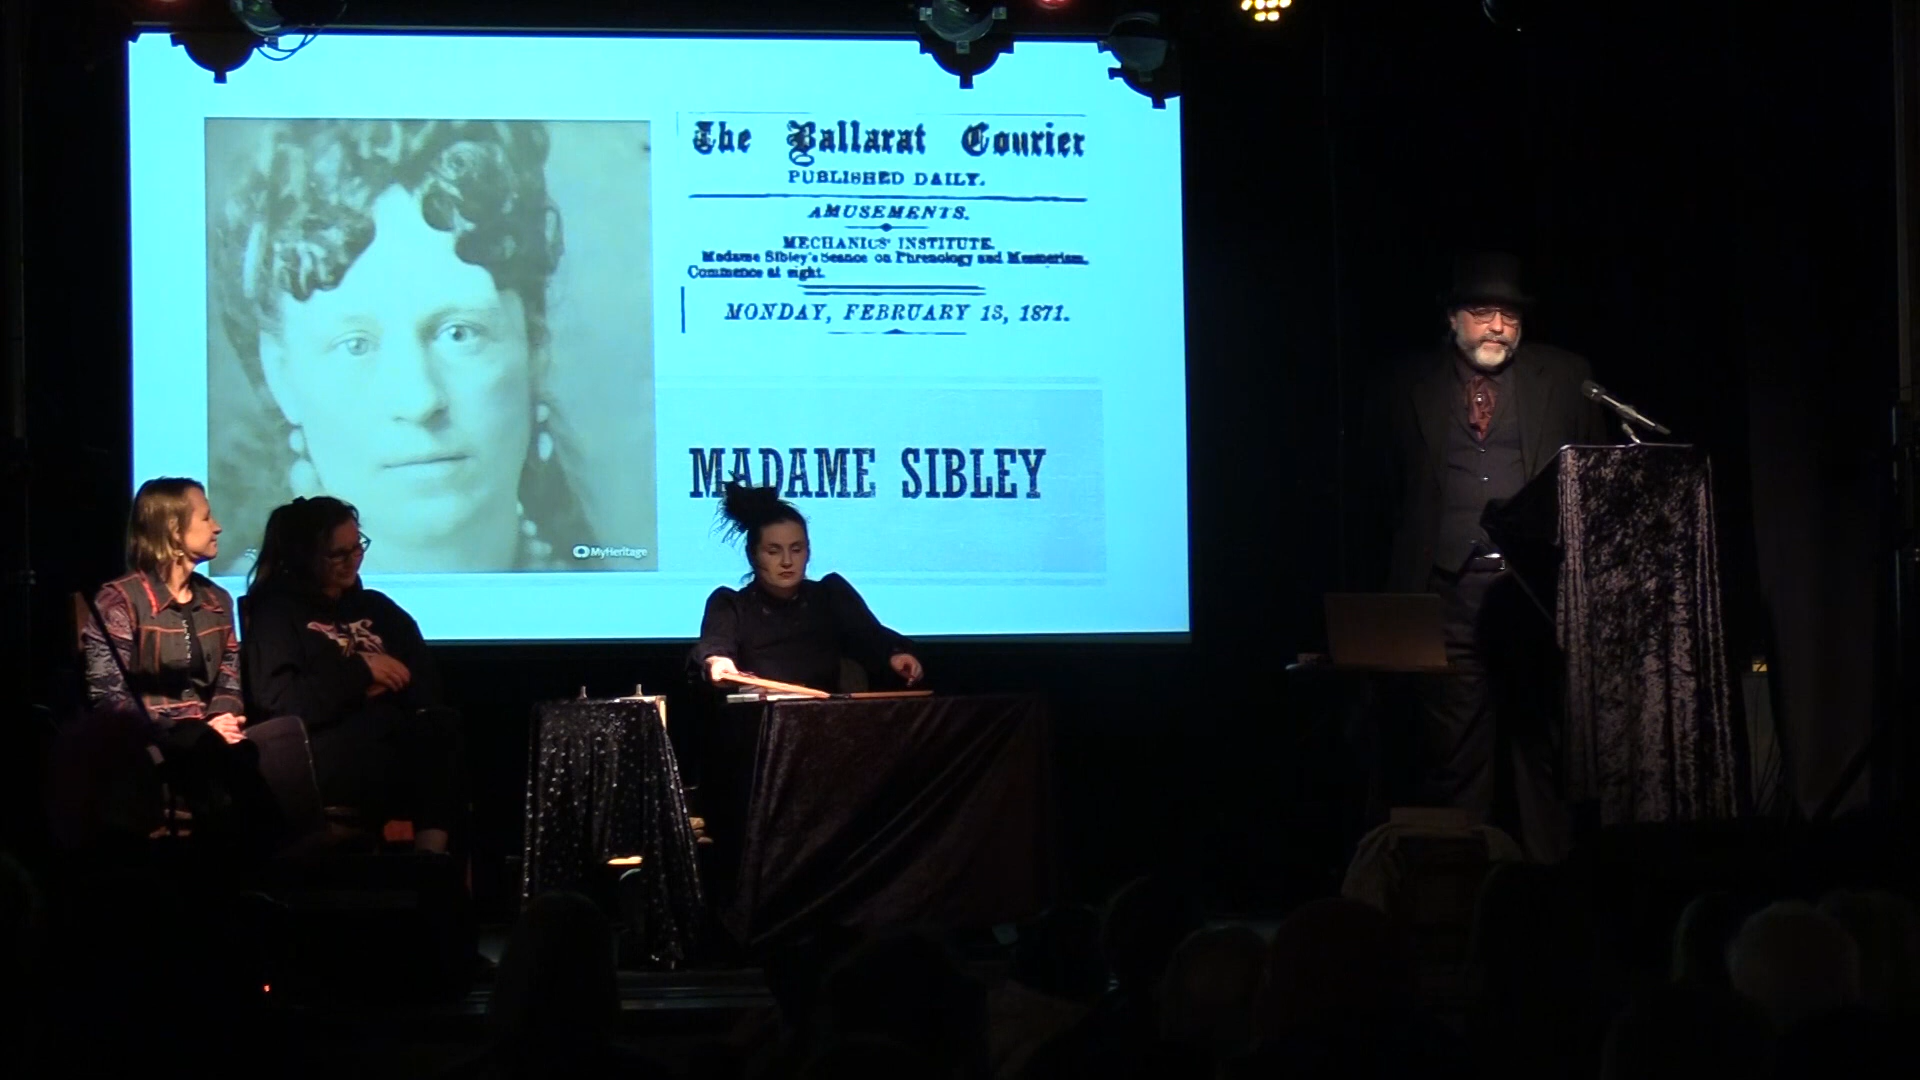 The Ballarat Courier
PUBLISHED DAILY.
AMUSEMENTS.
MECHANICS' INSTITUTE.
Madame Sibley's Seance on Phrenology and Mesmerism.
Commence at eight.
MONDAY, FEBRUARY 13, 1871.
MADAME SIBLEY
MyHeritage